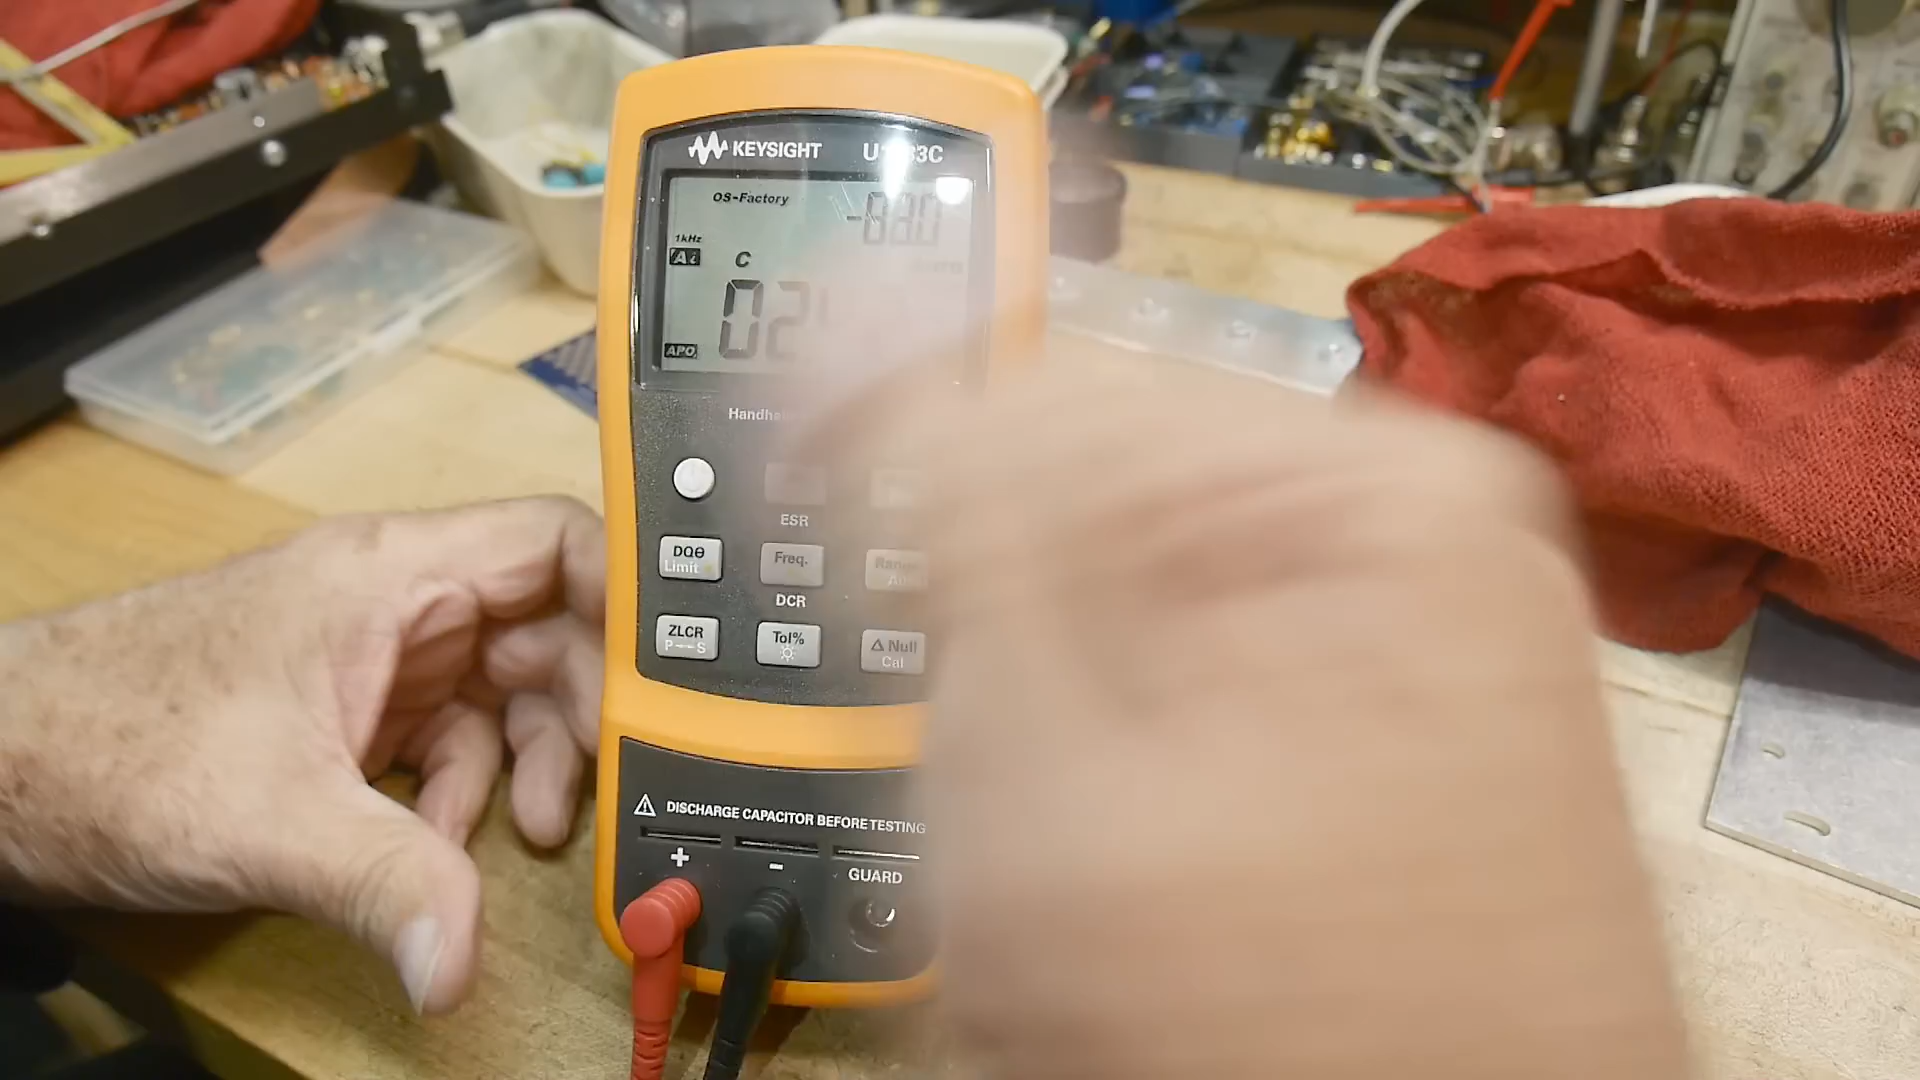 KEYSIGHT
OS-Factory
1kHz
Ai
C
APO
ESR
DQθ
Limit
Freq.
DCR
ZLCR
P S
Tol%
Δ Null
Cal
⚠ DISCHARGE CAPACITOR BEFORE TESTING
+ -
GUARD